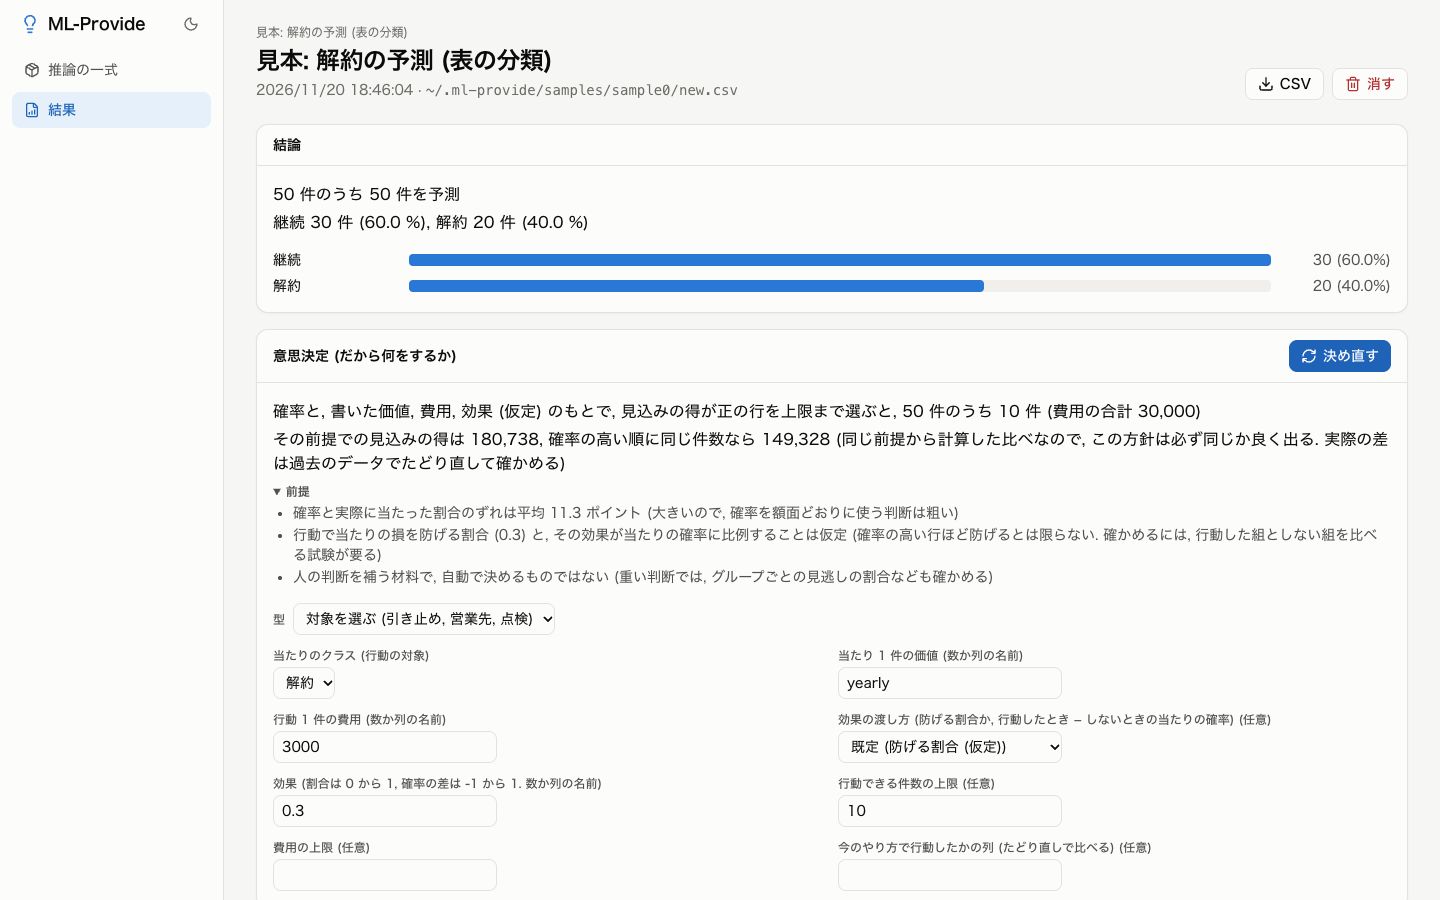 ML-Provide
推論の一式
結果
見本: 解約の予測 (表の分類)
見本: 解約の予測 (表の分類)
2026/11/20 18:46:04 · ~/.ml-provide/samples/sample0/new.csv
CSV
消す
結論
50 件のうち 50 件を予測
継続 30 件 (60.0 %), 解約 20 件 (40.0 %)
継続 30 (60.0%)
解約 20 (40.0%)
意思決定 (だから何をするか)
決め直す
確率と, 書いた価値, 費用, 効果 (仮定) のもとで, 見込みの得が正の行を上限まで選ぶと, 50 件のうち 10 件 (費用の合計 30,000)
その前提での見込みの得は 180,738, 確率の高い順に同じ件数なら 149,328 (同じ前提から計算した比べなので, この方針は必ず同じか良く出る. 実際の差
は過去のデータでたどり直して確かめる)
▼ 前提
• 確率と実際に当たった割合のずれは平均 11.3 ポイント (大きいので, 確率を額面どおりに使う判断は粗い)
• 行動で当たりの損を防げる割合 (0.3) と, その効果が当たりの確率に比例することは仮定 (確率の高い行ほど防げるとは限らない. 確かめるには, 行動した組としない組を比べ
る試験が要る)
• 人の判断を補う材料で, 自動で決めるものではない (重い判断では, グループごとの見逃しの割合なども確かめる)
型 対象を選ぶ (引き止め, 営業先, 点検)
当たりのクラス (行動の対象)
解約
当たり 1 件の価値 (数か列の名前)
yearly
行動 1 件の費用 (数か列の名前)
3000
効果の渡し方 (防げる割合か, 行動したとき − しないときの当たりの確率) (任意)
既定 (防げる割合 (仮定))
効果 (割合は 0 から 1, 確率の差は -1 から 1. 数か列の名前)
0.3
行動できる件数の上限 (任意)
10
費用の上限 (任意)
今のやり方で行動したかの列 (たどり直しで比べる) (任意)